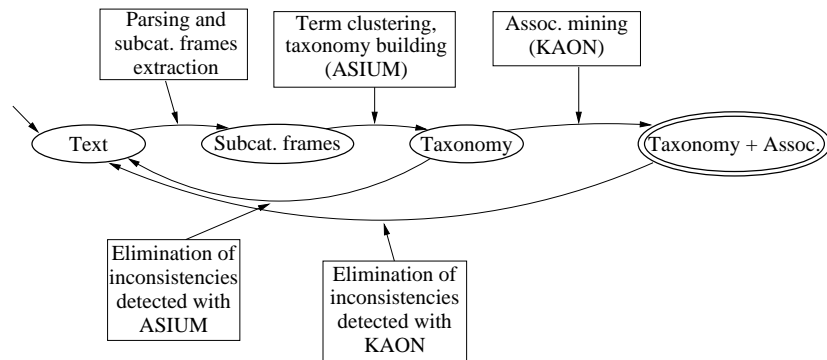 Parsing and
subcat. frames
extraction
Term clustering,
taxonomy building
(ASIUM)
Assoc. mining
(KAON)
Text
Subcat. frames
Taxonomy
Taxonomy + Assoc.
Elimination of
inconsistencies
detected with
ASIUM
Elimination of
inconsistencies
detected with
KAON